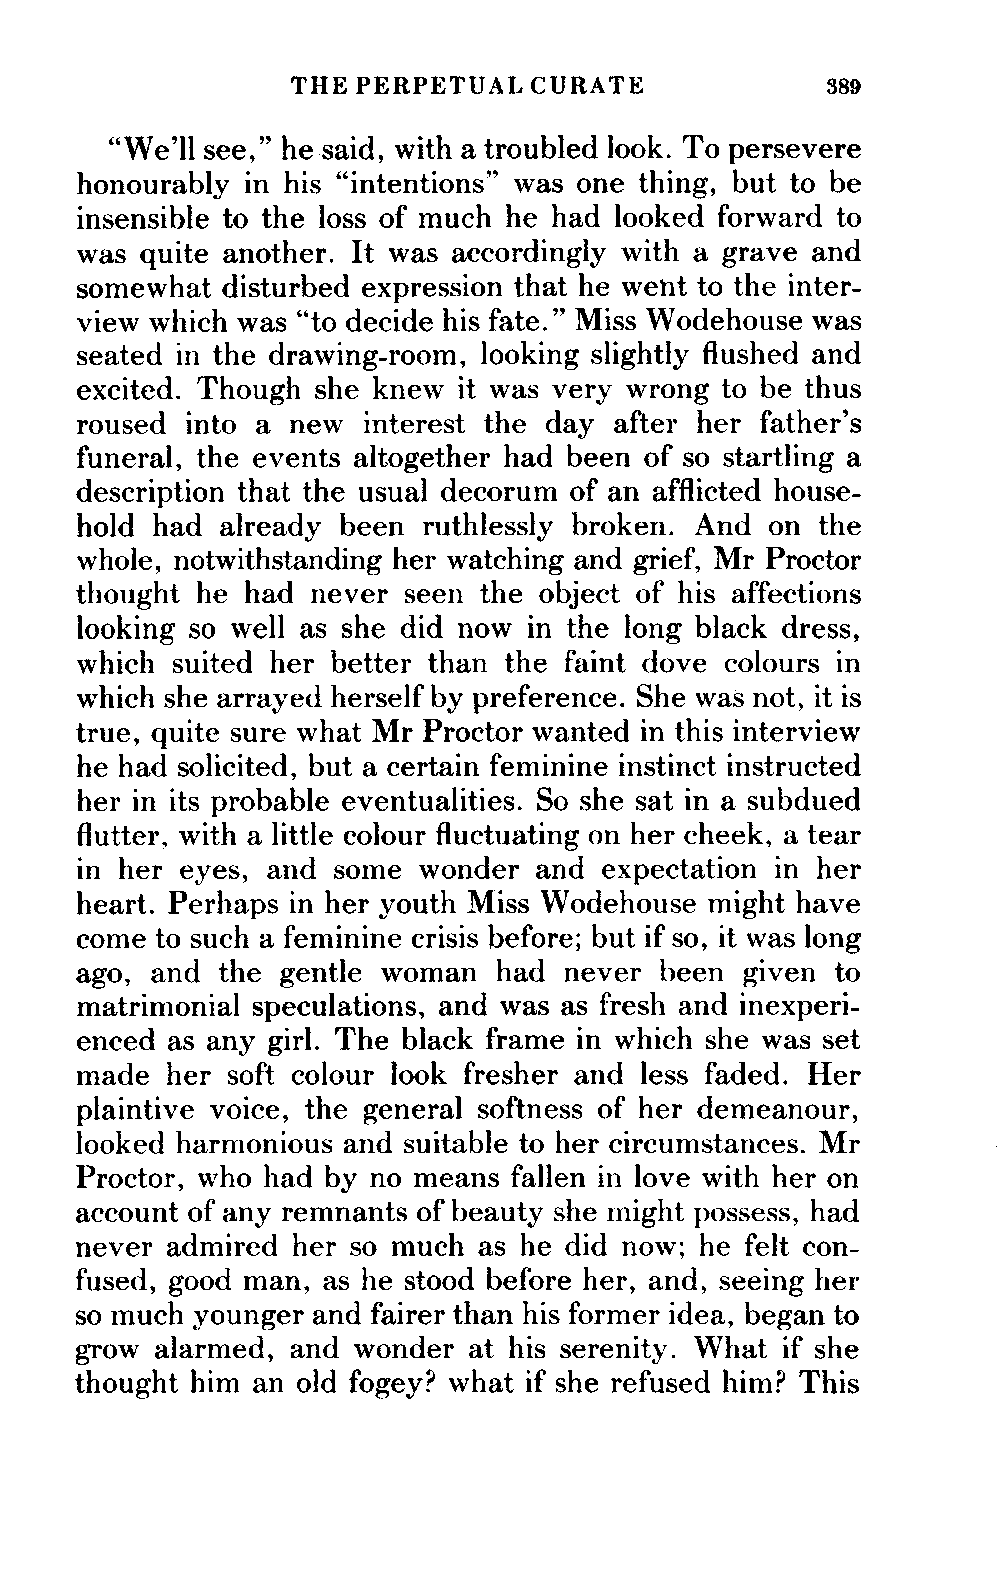 THE PERPETUAL CURATE 389
“We’ll see,” he said, with a troubled look. To persevere
honourably in his “intentions” was one thing, but to be
insensible to the loss of much he had looked forward to
was quite another. It was accordingly with a grave and
somewhat disturbed expression that he went to the inter-
view which was “to decide his fate.” Miss Wodehouse was
seated in the drawing-room, looking slightly flushed and
excited. Though she knew it was very wrong to be thus
roused into a new interest the day after her father’s
funeral, the events altogether had been of so startling a
description that the usual decorum of an afflicted house-
hold had already been ruthlessly broken. And on the
whole, notwithstanding her watching and grief, Mr Proctor
thought he had never seen the object of his affections
looking so well as she did now in the long black dress,
which suited her better than the faint dove colours in
which she arrayed herself by preference. She was not, it is
true, quite sure what Mr Proctor wanted in this interview
he had solicited, but a certain feminine instinct instructed
her in its probable eventualities. So she sat in a subdued
flutter, with a little colour fluctuating on her cheek, a tear
in her eyes, and some wonder and expectation in her
heart. Perhaps in her youth Miss Wodehouse might have
come to such a feminine crisis before; but if so, it was long
ago, and the gentle woman had never been given to
matrimonial speculations, and was as fresh and inexperi-
enced as any girl. The black frame in which she was set
made her soft colour look fresher and less faded. Her
plaintive voice, the general softness of her demeanour,
looked harmonious and suitable to her circumstances. Mr
Proctor, who had by no means fallen in love with her on
account of any remnants of beauty she might possess, had
never admired her so much as he did now; he felt con-
fused, good man, as he stood before her, and, seeing her
so much younger and fairer than his former idea, began to
grow alarmed, and wonder at his serenity. What if she
thought him an old fogey? what if she refused him? This